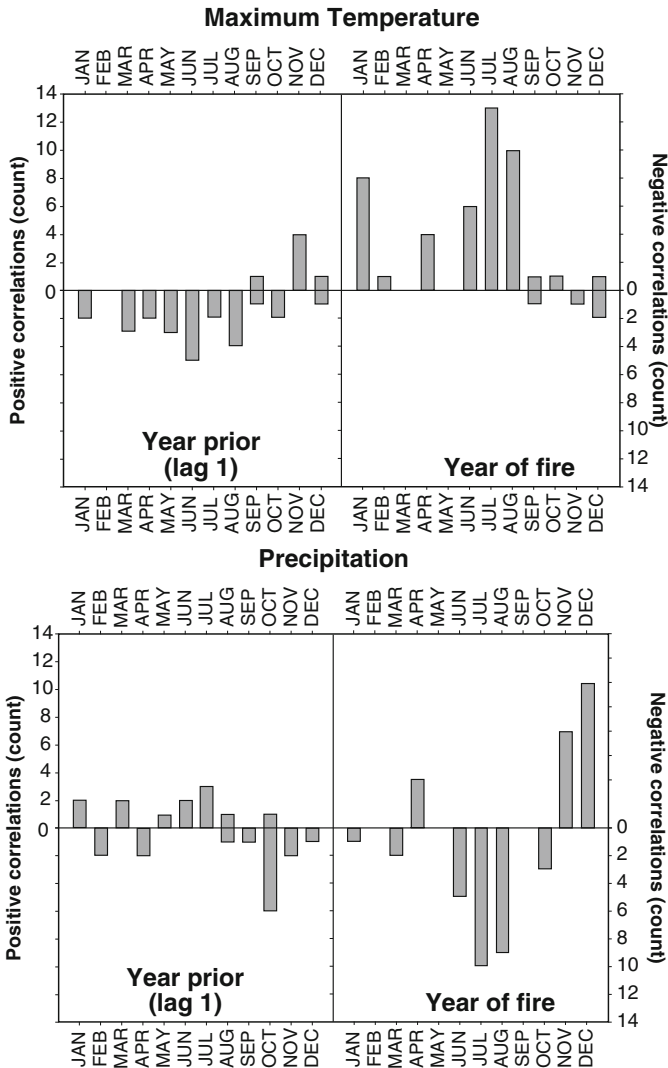 Maximum Temperature
JAN FEB MAR APR MAY JUN JUL AUG SEP OCT NOV DEC JAN FEB MAR APR MAY JUN JUL AUG SEP OCT NOV DEC
Positive correlations (count)
14
12
10
8
6
4
2
0
Negative correlations (count)
0
2
4
6
8
10
12
14
Year prior
(lag 1)
Year of fire
JAN FEB MAR APR MAY JUN JUL AUG SEP OCT NOV DEC JAN FEB MAR APR MAY JUN JUL AUG SEP OCT NOV DEC
Precipitation
JAN FEB MAR APR MAY JUN JUL AUG SEP OCT NOV DEC JAN FEB MAR APR MAY JUN JUL AUG SEP OCT NOV DEC
Positive correlations (count)
14
12
10
8
6
4
2
0
Negative correlations (count)
0
2
4
6
8
10
12
14
Year prior
(lag 1)
Year of fire
JAN FEB MAR APR MAY JUN JUL AUG SEP OCT NOV DEC JAN FEB MAR APR MAY JUN JUL AUG SEP OCT NOV DEC